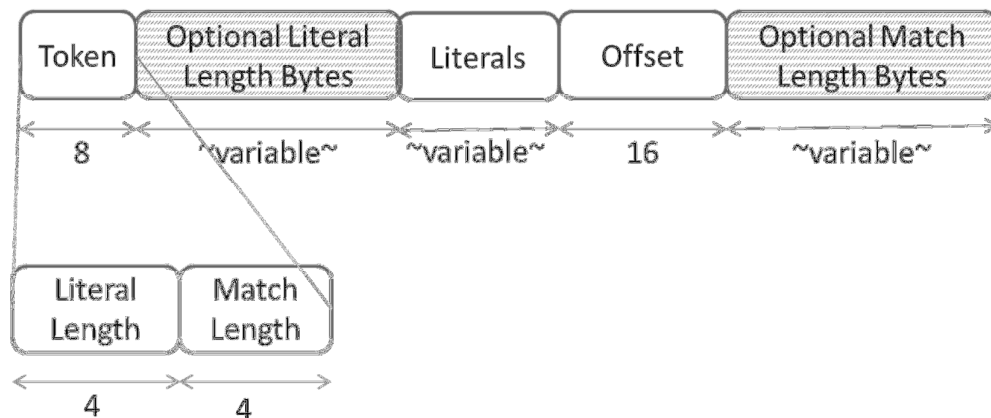 Token
Optional Literal
Length Bytes
Literals
Offset
Optional Match
Length Bytes
8
~variable~
~variable~
16
~variable~
Literal
Length
Match
Length
4
4